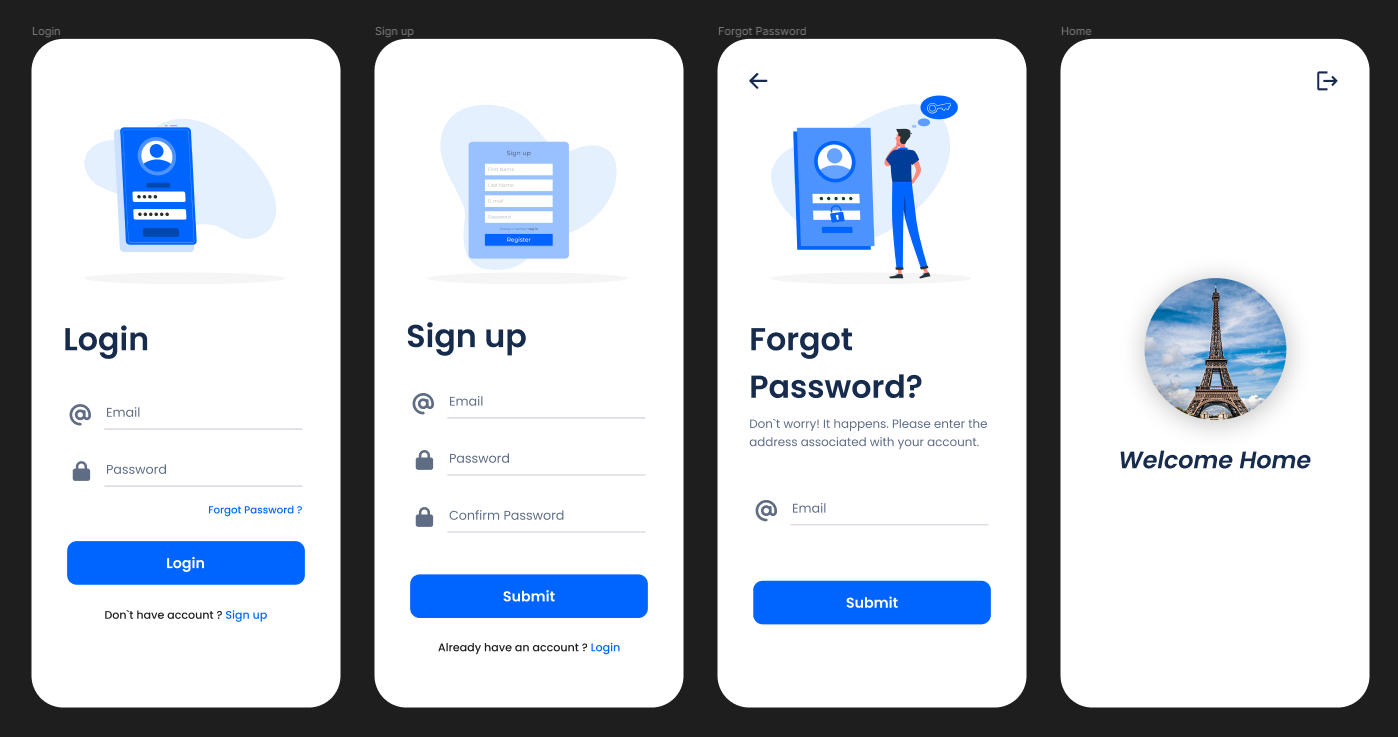 Login
Login
Email
Password
Forgot Password ?
Login
Don`t have account ? Sign up
Sign up
Sign up
First Name
Last Name
E.mail
Password
Register
Sign up
Email
Password
Confirm Password
Submit
Already have an account ? Login
Forgot Password
Forgot
Password?
Don`t worry! It happens. Please enter the
address associated with your account.
Email
Submit
Home
Welcome Home